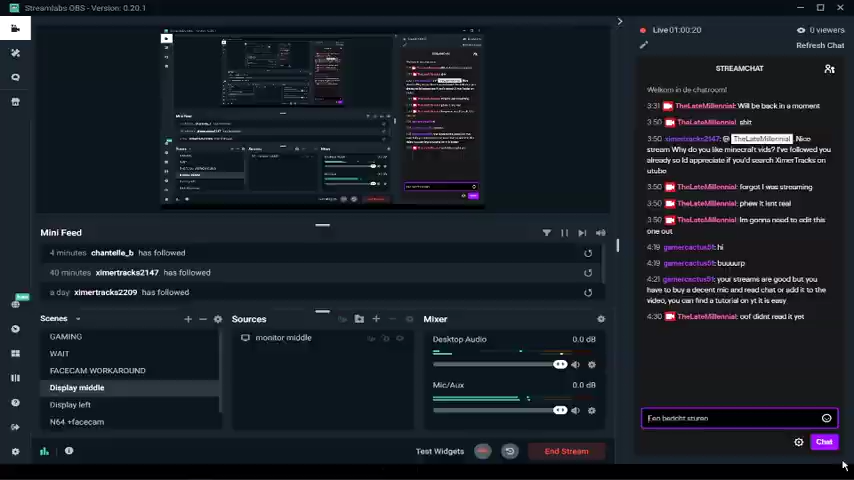 Streamlabs OBS - Version: 0.20.1
Live 01:00:20
0 viewers
Refresh Chat
STREAMCHAT
Welkom in de chatroom!
3:31 TheLateMillennial: Will be back in a moment
3:50 TheLateMillennial: shit
3:50 ximertracks2147: @ TheLateMillennial Nice
stream Why do you like minecraft vids? I've followed you
already so Id appreciate if you'd search XimerTracks on
utube
3:50 TheLateMillennial: forgot I was streaming
3:50 TheLateMillennial: phew it ent real
3:50 TheLateMillennial: Im gonna need to edit this
one out
4:19 gamercactus5t: hi
4:19 gamercactus5t: buuuurp
4:21 gamercactus5t: your streams are good but you
have to buy a decent mic and read chat or add it to the
video, you can find a tutorial on yt it is easy
4:30 TheLateMillennial: oof didnt read it yet
Een bericht sturen
Chat
Mini Feed
4 minutes chantelle_b has followed
40 minutes ximertracks2147 has followed
a day ximertracks2209 has followed
Scenes
GAMING
WAIT
FACECAM WORKAROUND
Display middle
Display left
N64 +facecam
Sources
monitor middle
Mixer
Desktop Audio 0.0 dB
Mic/Aux 0.0 dB
Test Widgets
End Stream